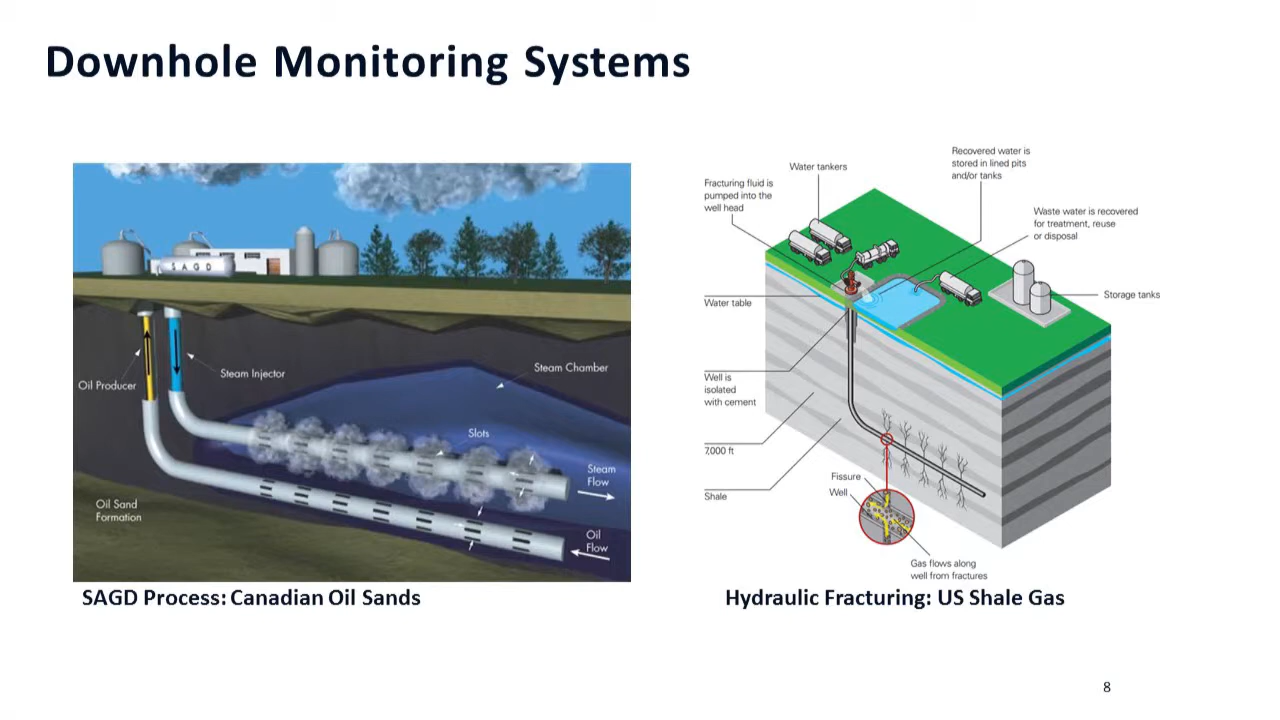 Downhole Monitoring Systems
SAGD
Oil Producer
Steam Injector
Steam Chamber
Slots
Steam
Flow
Oil Sand
Formation
Oil
Flow
SAGD Process: Canadian Oil Sands
Recovered water is
stored in lined pits
and/or tanks
Water tankers
Fracturing fluid is
pumped into the
well head
Waste water is recovered
for treatment, reuse
or disposal
Storage tanks
Water table
Well is
isolated
with cement
7,000 ft
Shale
Fissure
Well
Gas flows along
well from fractures
Hydraulic Fracturing: US Shale Gas
8